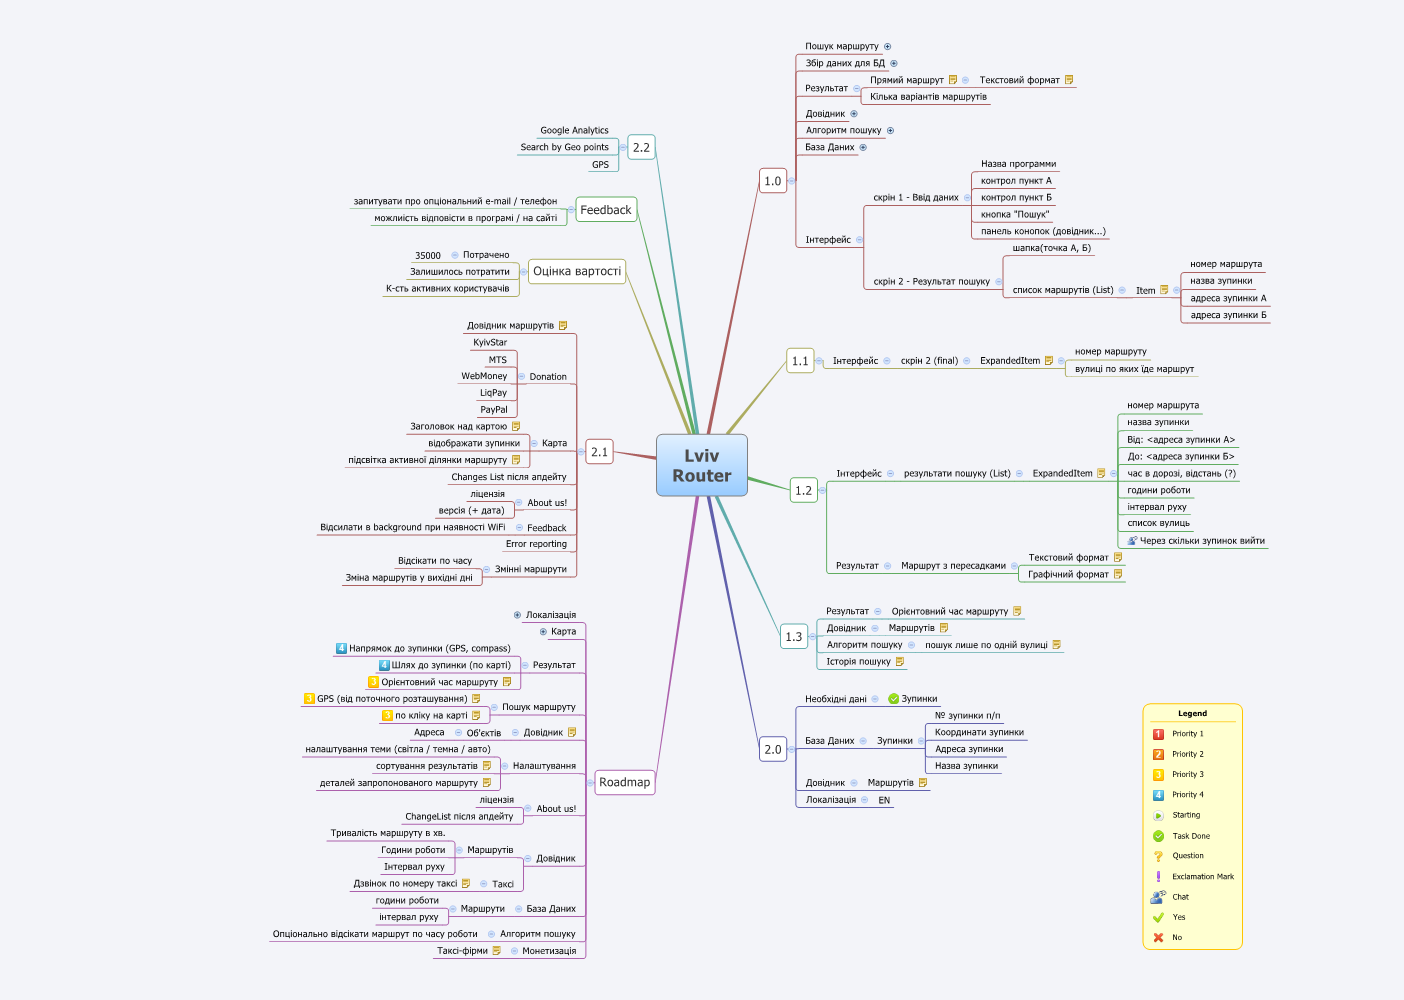 Lviv
Router
1.0
Пошук маршруту
Збір даних для БД
Результат
Прямий маршрут
Текстовий формат
Кілька варіантів маршрутів
Довідник
Алгоритм пошуку
База Даних
Інтерфейс
скрін 1 - Ввід даних
Назва программи
контрол пункт А
контрол пункт Б
кнопка "Пошук"
панель конопок (довідник...)
скрін 2 - Результат пошуку
шапка(точка А, Б)
список маршрутів (List)
Item
номер маршрута
назва зупинки
адреса зупинки А
адреса зупинки Б
1.1
Інтерфейс
скрін 2 (final)
ExpandedItem
номер маршруту
вулиці по яких їде маршрут
1.2
Інтерфейс
результати пошуку (List)
ExpandedItem
номер маршрута
назва зупинки
Від: <адреса зупинки А>
До: <адреса зупинки Б>
час в дорозі, відстань (?)
години роботи
інтервал руху
список вулиць
Через скільки зупинок вийти
Результат
Маршрут з пересадками
Текстовий формат
Графічний формат
1.3
Результат
Орієнтовний час маршруту
Довідник
Маршрутів
Алгоритм пошуку
пошук лише по одній вулиці
Історія пошуку
2.0
Необхідні дані
Зупинки
База Даних
Зупинки
№ зупинки п/п
Координати зупинки
Адреса зупинки
Назва зупинки
Довідник
Маршрутів
Локалізація
EN
2.2
Google Analytics
Search by Geo points
GPS
Feedback
запитувати про опціональний e-mail / телефон
можлиість відповісти в програмі / на сайті
Оцінка вартості
35000
Потрачено
Залишилось потратити
К-сть активних користувачів
2.1
Довідник маршрутів
KyivStar
MTS
WebMoney
Donation
LiqPay
PayPal
Заголовок над картою
відображати зупинки
Карта
підсвітка активної ділянки маршруту
Changes List після апдейту
ліцензія
About us!
версія (+ дата)
Відсилати в background при наявності WiFi
Feedback
Error reporting
Відсікати по часу
Змінні маршрути
Зміна маршрутів у вихідні дні
Roadmap
Локалізація
Карта
4 Напрямок до зупинки (GPS, compass)
4 Шлях до зупинки (по карті)
Результат
3 Орієнтовний час маршруту
3 GPS (від поточного розташування)
Пошук маршруту
3 по кліку на карті
Адреса
Об'єктів
Довідник
налаштування теми (світла / темна / авто)
сортування результатів
Налаштування
деталей запропонованого маршруту
ліцензія
About us!
ChangeList після апдейту
Тривалість маршруту в хв.
Години роботи
Маршрутів
Інтервал руху
Довідник
Дзвінок по номеру таксі
Таксі
години роботи
Маршрути
База Даних
інтервал руху
Опціонально відсікати маршрут по часу роботи
Алгоритм пошуку
Таксі-фірми
Монетизація
Legend
1 Priority 1
2 Priority 2
3 Priority 3
4 Priority 4
Starting
Task Done
Question
Exclamation Mark
Chat
Yes
No